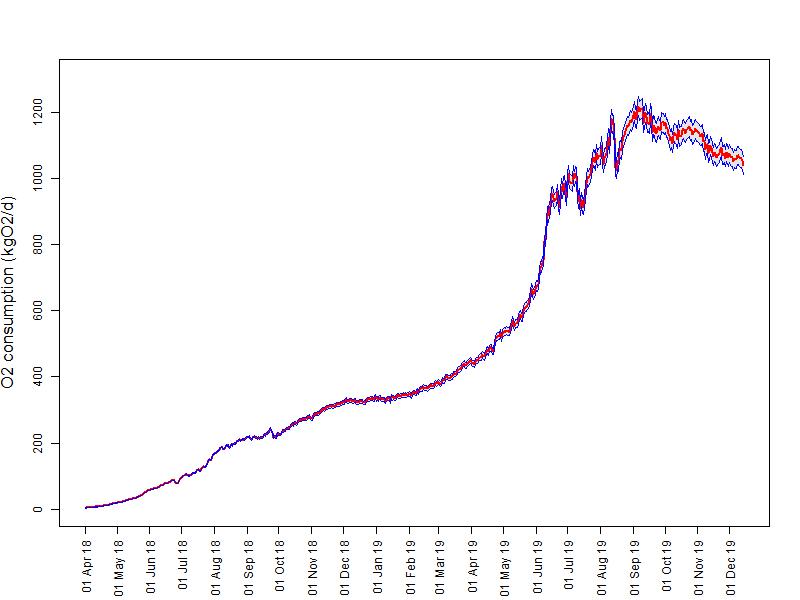 O2 consumption (kgO2/d)
1200
1000
800
600
400
200
0
01 Apr 18
01 May 18
01 Jun 18
01 Jul 18
01 Aug 18
01 Sep 18
01 Oct 18
01 Nov 18
01 Dec 18
01 Jan 19
01 Feb 19
01 Mar 19
01 Apr 19
01 May 19
01 Jun 19
01 Jul 19
01 Aug 19
01 Sep 19
01 Oct 19
01 Nov 19
01 Dec 19